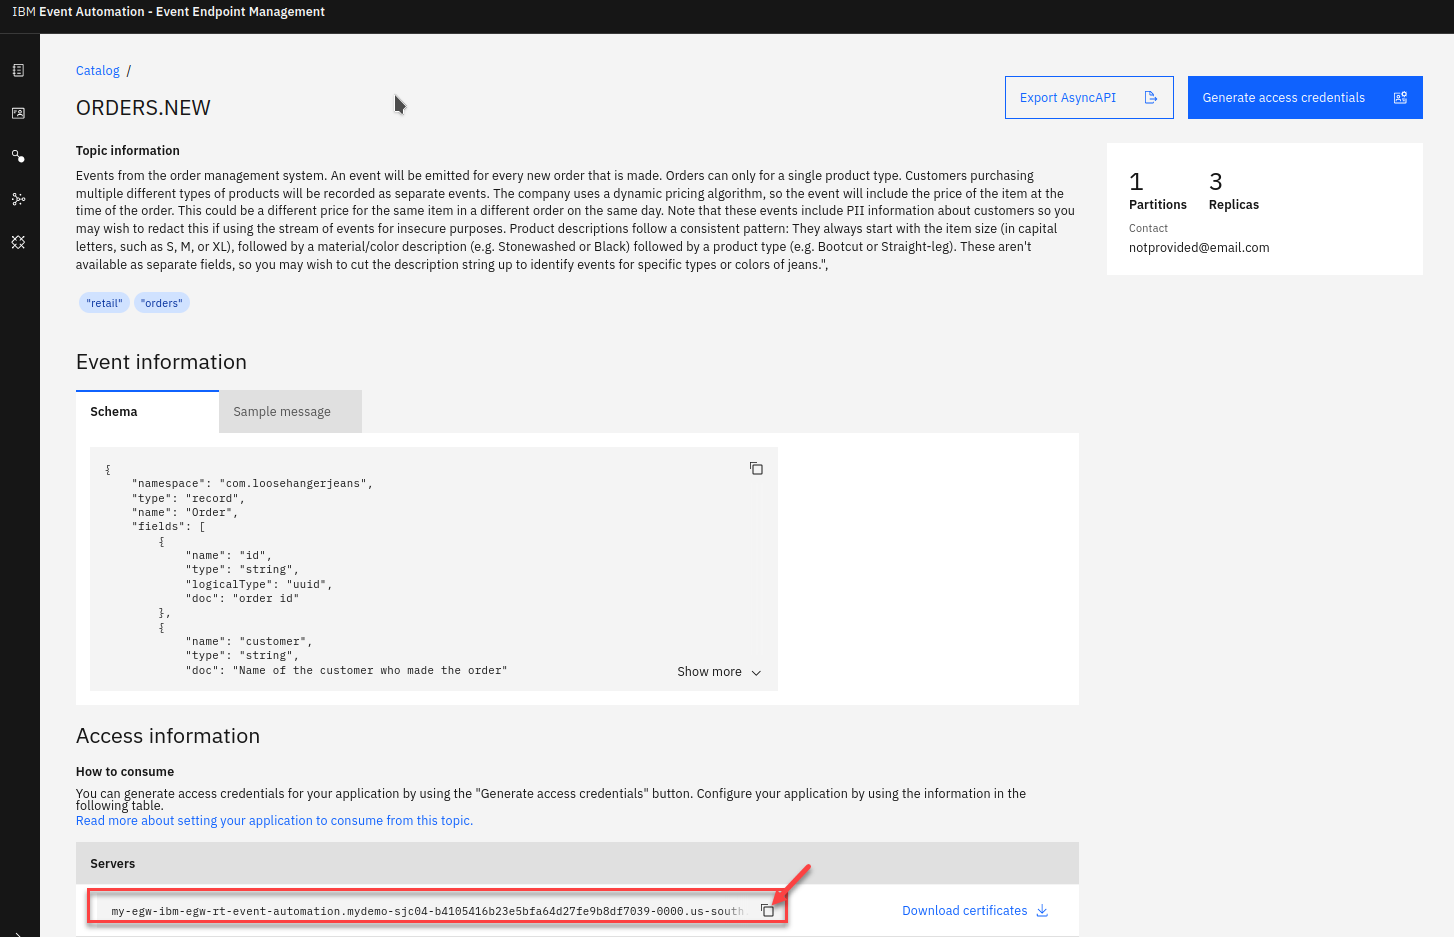 IBM Event Automation - Event Endpoint Management
Catalog /
ORDERS.NEW
Export AsyncAPI
Generate access credentials
Topic information
Events from the order management system. An event will be emitted for every new order that is made. Orders can only for a single product type. Customers purchasing
multiple different types of products will be recorded as separate events. The company uses a dynamic pricing algorithm, so the event will include the price of the item at the
time of the order. This could be a different price for the same item in a different order on the same day. Note that these events include PII information about customers so you
may wish to redact this if using the stream of events for insecure purposes. Product descriptions follow a consistent pattern: They always start with the item size (in capital
letters, such as S, M, or XL), followed by a material/color description (e.g. Stonewashed or Black) followed by a product type (e.g. Bootcut or Straight-leg). These aren't
available as separate fields, so you may wish to cut the description string up to identify events for specific types or colors of jeans.",
"retail" "orders"
1 3
Partitions Replicas
Contact
notprovided@email.com
Event information
Schema Sample message
{
"namespace": "com.loosehangerjeans",
"type": "record",
"name": "Order",
"fields": [
{
"name": "id",
"type": "string",
"logicalType": "uuid",
"doc": "order id"
},
{
"name": "customer",
"type": "string",
"doc": "Name of the customer who made the order"
Show more
Access information
How to consume
You can generate access credentials for your application by using the "Generate access credentials" button. Configure your application by using the information in the
following table.
Read more about setting your application to consume from this topic.
Servers
my-egw-ibm-egw-rt-event-automation.mydemo-sjc04-b4105416b23e5bfa64d27fe9b8df7039-0000.us-south
Download certificates